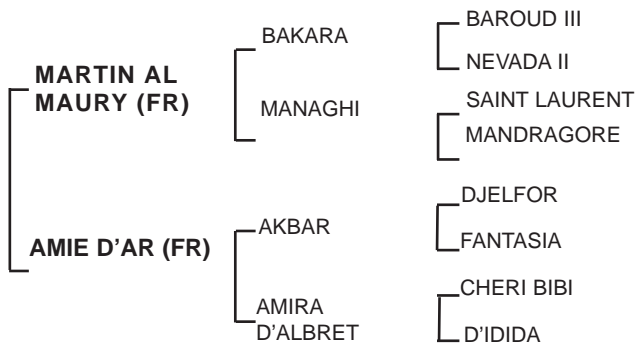 MARTIN AL
MAURY (FR)
AMIE D'AR (FR)
BAKARA
MANAGHI
AKBAR
AMIRA
D'ALBRET
BAROUD III
NEVADA II
SAINT LAURENT
MANDRAGORE
DJELFOR
FANTASIA
CHERI BIBI
D'IDIDA